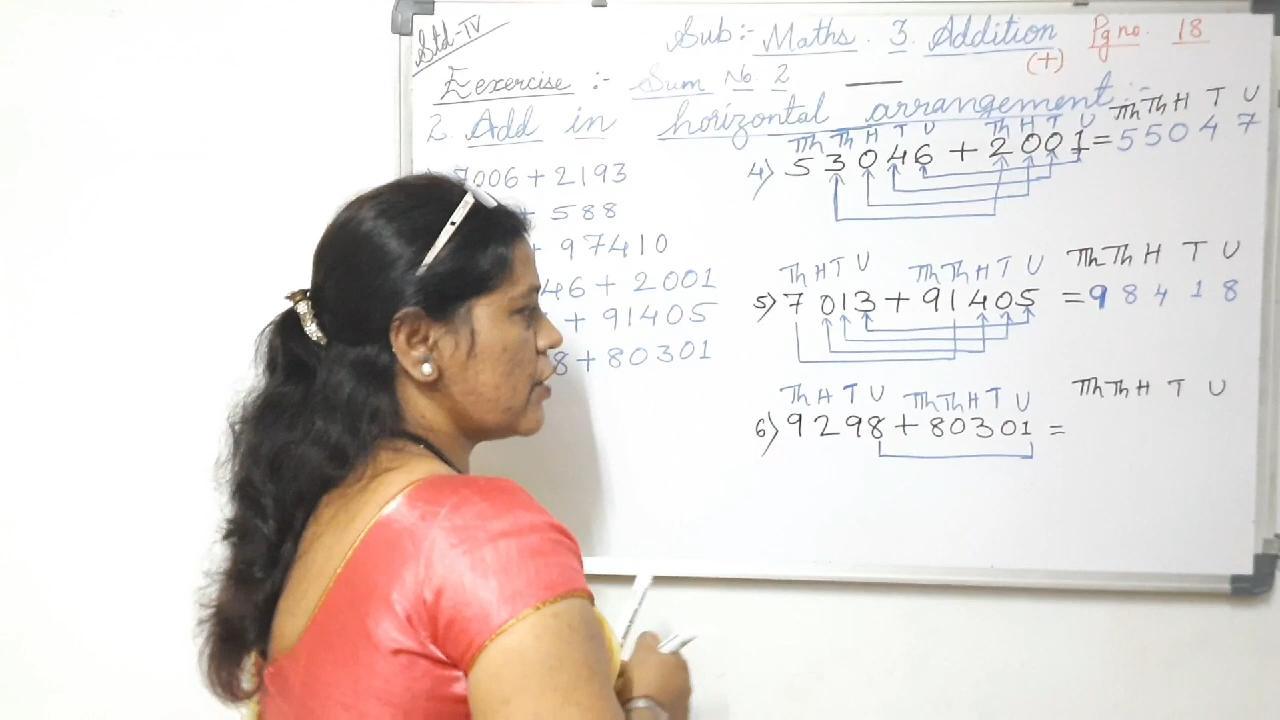 Std-IV
Sub:- Maths. 3. Addition Pg no. 18
(+)
Eexercise :- Sum No. 2
2. Add in horizontal arrangement :-
7006 + 2193
+ 588
+ 97410
46 + 2001
+ 91405
8 + 80301
TTh Th H T U Th H T U TTh Th H T U
4) 53046 + 2001 = 55047
Th H T U TTh Th H T U TTh Th H T U
5) 7013 + 91405 = 98418
Th H T U TTh Th H T U TTh Th H T U
6) 9298 + 80301 =